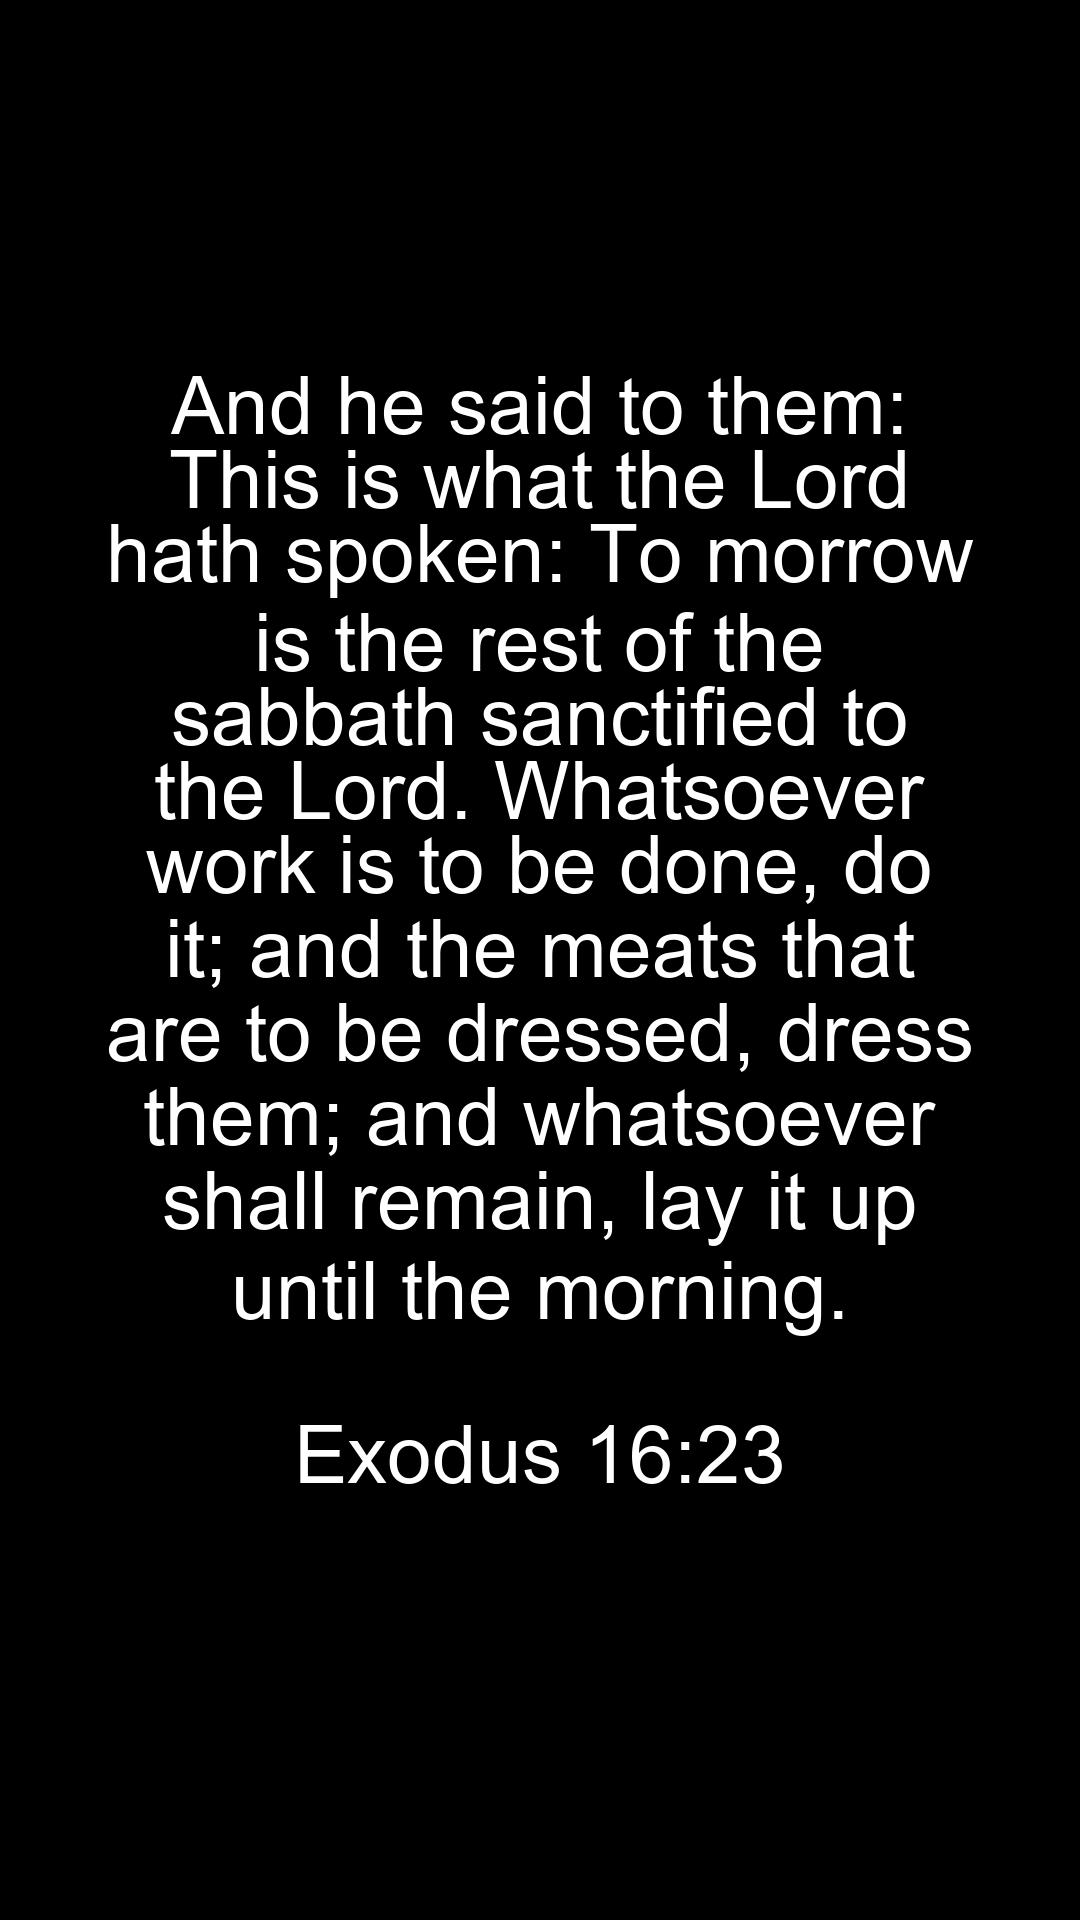 And he said to them:
This is what the Lord
hath spoken: To morrow
is the rest of the
sabbath sanctified to
the Lord. Whatsoever
work is to be done, do
it; and the meats that
are to be dressed, dress
them; and whatsoever
shall remain, lay it up
until the morning.
Exodus 16:23